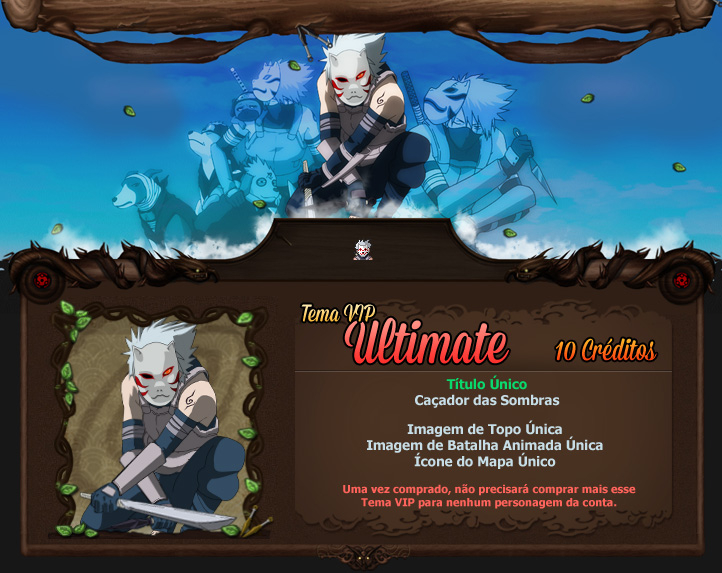 Tema VIP
Ultimate
10 Créditos
Título Único
Caçador das Sombras
Imagem de Topo Única
Imagem de Batalha Animada Única
Ícone do Mapa Único
Uma vez comprado, não precisará comprar mais esse
Tema VIP para nenhum personagem da conta.